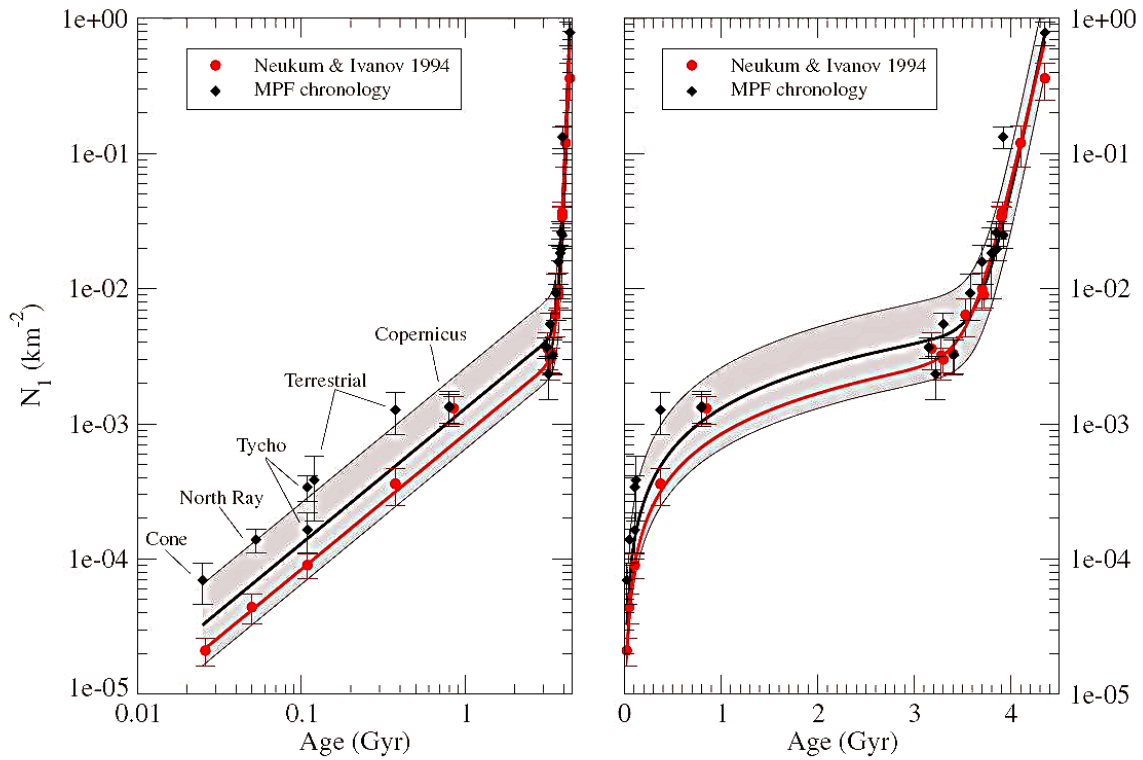 1e+00
1e-01
1e-02
1e-03
1e-04
1e-05
N₁ (km⁻²)
Neukum & Ivanov 1994
MPF chronology
Copernicus
Terrestrial
Tycho
North Ray
Cone
0.01 0.1 1
Age (Gyr)
Neukum & Ivanov 1994
MPF chronology
0 1 2 3 4
Age (Gyr)
1e+00
1e-01
1e-02
1e-03
1e-04
1e-05